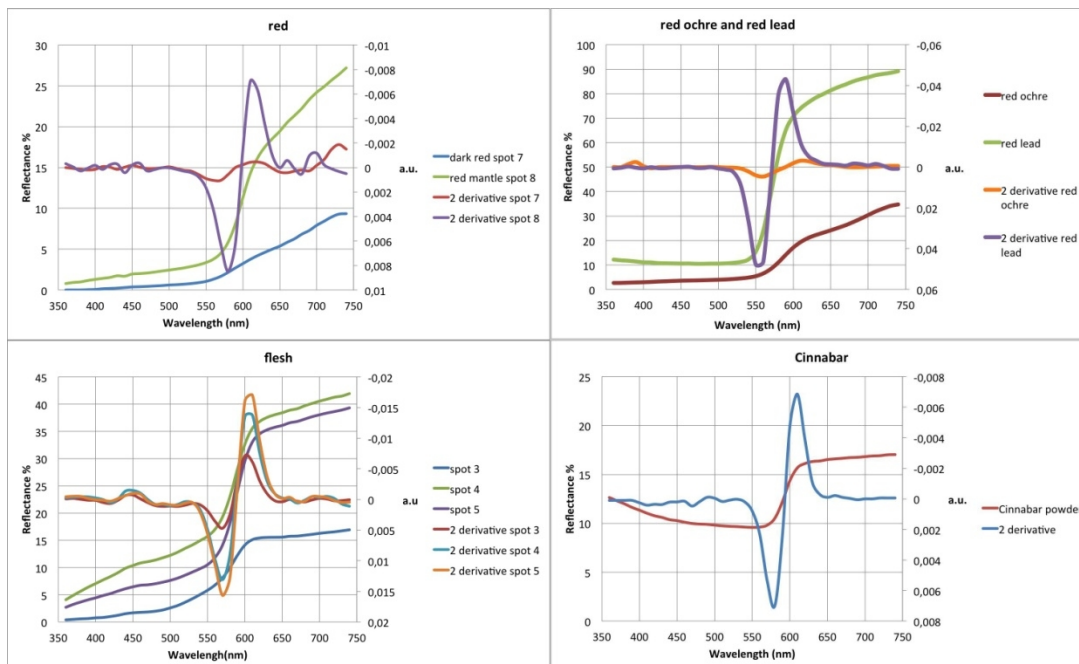 red
30
25
20
15
10
5
0
Reflectance %
-0,01
-0,008
-0,006
-0,004
-0,002
0
0,002
0,004
0,006
0,008
0,01
a.u.
350 400 450 500 550 600 650 700 750
Wavelength (nm)
dark red spot 7
red mantle spot 8
2 derivative spot 7
2 derivative spot 8
red ochre and red lead
100
90
80
70
60
50
40
30
20
10
0
Reflectance %
-0,06
-0,04
-0,02
0
0,02
0,04
0,06
a.u.
350 400 450 500 550 600 650 700 750
Wavelength (nm)
red ochre
red lead
2 derivative red
ochre
2 derivative red
lead
flesh
45
40
35
30
25
20
15
10
5
0
Reflectance %
-0,02
-0,015
-0,01
-0,005
0
0,005
0,01
0,015
0,02
a.u
350 400 450 500 550 600 650 700 750
Wavelengh(nm)
spot 3
spot 4
spot 5
2 derivative spot 3
2 derivative spot 4
2 derivative spot 5
Cinnabar
25
20
15
10
5
0
Reflectance %
-0,008
-0,006
-0,004
-0,002
0
0,002
0,004
0,006
0,008
a.u.
350 400 450 500 550 600 650 700 750
Wavelength (nm)
Cinnabar powde
2 derivative